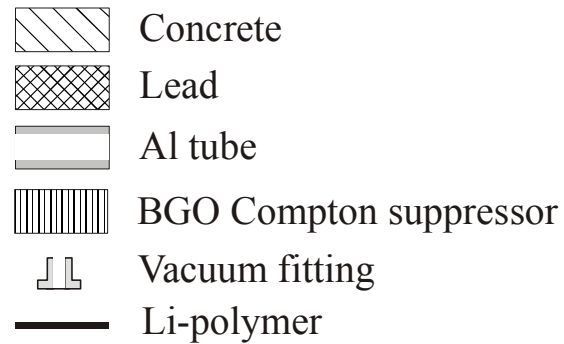 Concrete
Lead
Al tube
BGO Compton suppressor
Vacuum fitting
Li-polymer